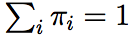 ∑ᵢ πᵢ = 1